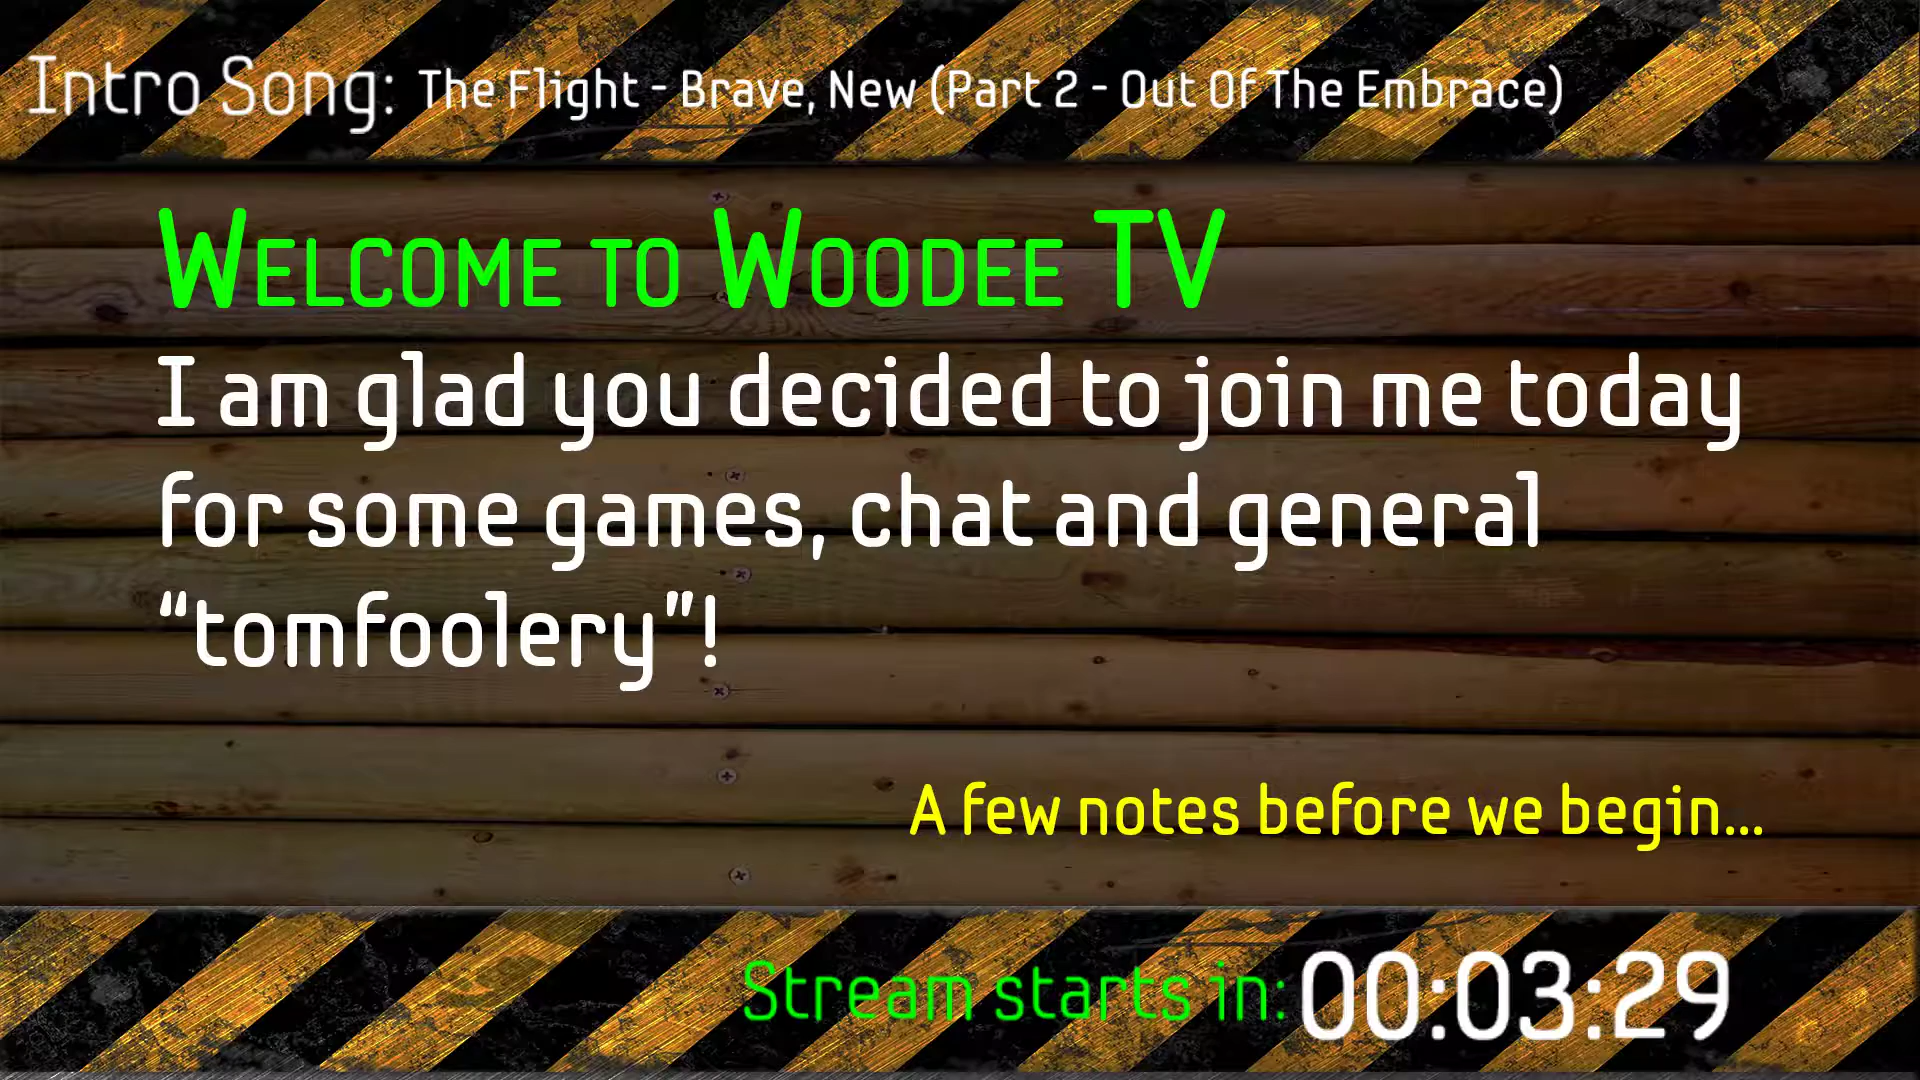 Intro Song: The Flight - Brave, New (Part 2 - Out Of The Embrace)
WELCOME TO WOODEE TV
I am glad you decided to join me today
for some games, chat and general
“tomfoolery”!
A few notes before we begin...
Stream starts in: 00:03:29